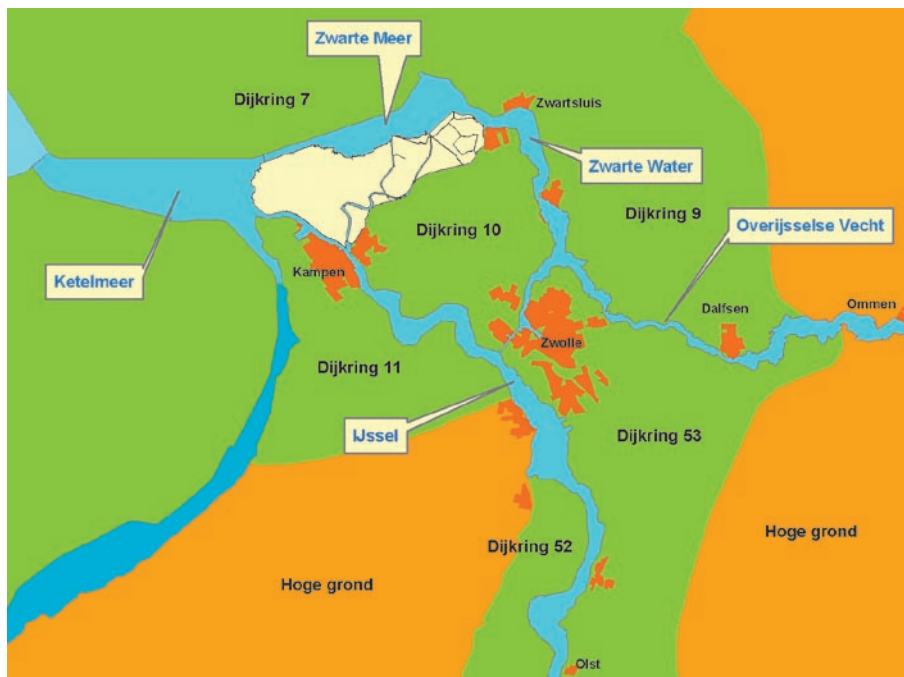 Zwarte Meer
Dijkring 7
Zwartsluis
Zwarte Water
Dijkring 9
Dijkring 10
Overijsselse Vecht
Ketelmeer
Kampen
Dalfsen
Ommen
Zwolle
Dijkring 11
IJssel
Dijkring 53
Hoge grond
Dijkring 52
Hoge grond
Olst